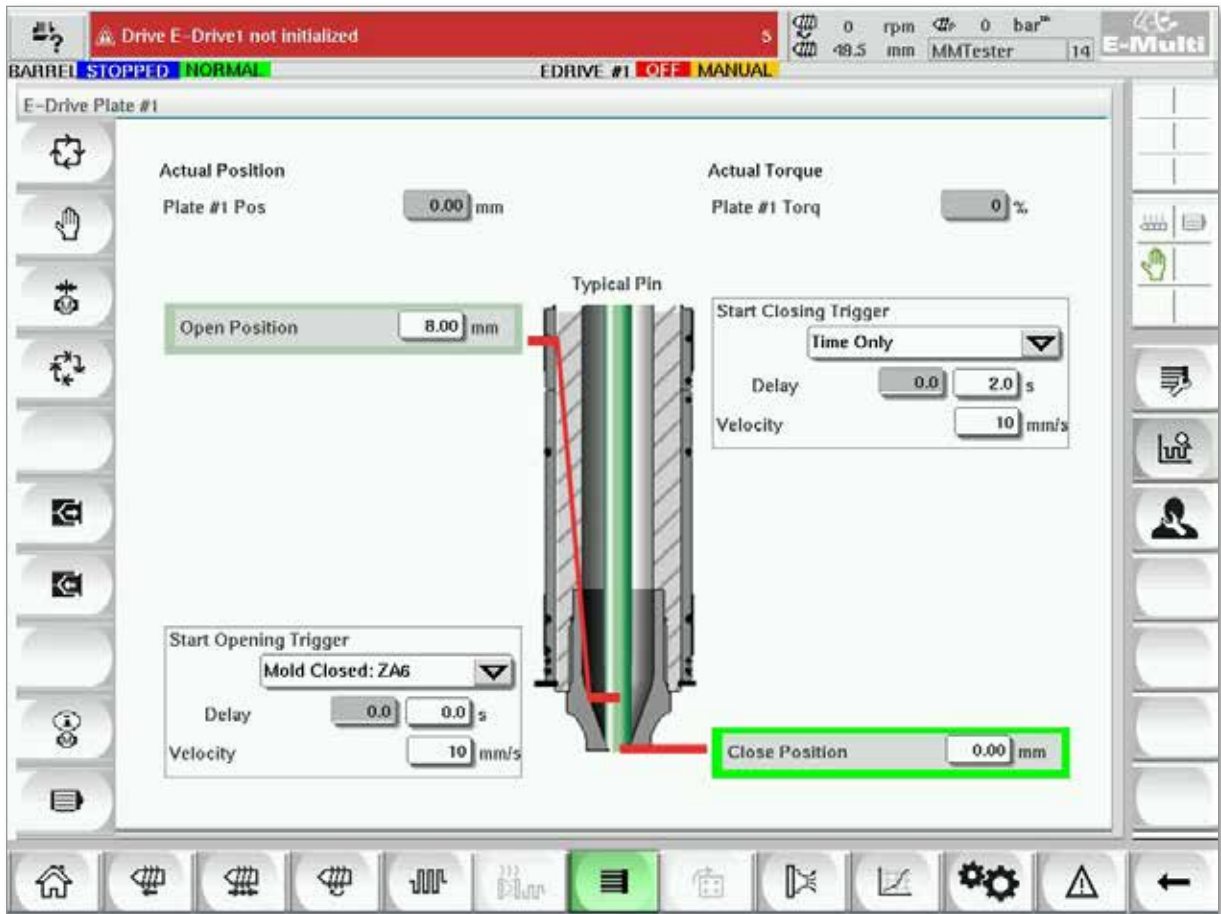 Drive E-Drive1 not initialized 5
0 rpm 0 bar
48.5 mm MMTester 14
E-Multi
BARREL STOPPED NORMAL EDRIVE #1 OFF MANUAL
E-Drive Plate #1
Actual Position
Plate #1 Pos 0.00 mm
Actual Torque
Plate #1 Torq 0 %
Typical Pin
Open Position 8.00 mm
Start Closing Trigger
Time Only
Delay 0.0 2.0 s
Velocity 10 mm/s
Start Opening Trigger
Mold Closed: ZA6
Delay 0.0 0.0 s
Velocity 10 mm/s
Close Position 0.00 mm